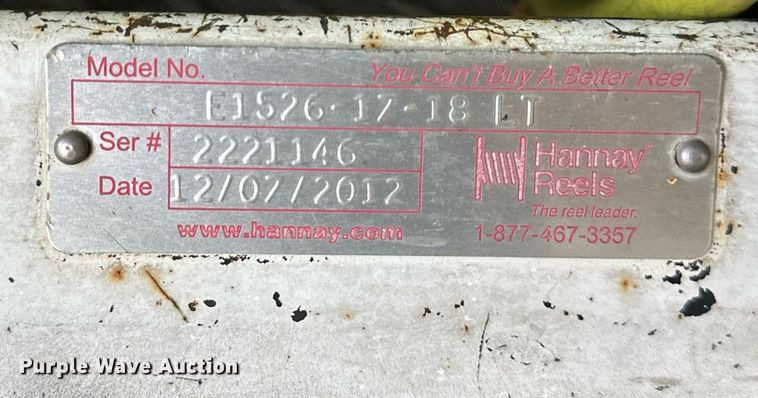 Model No.
You Can't Buy A Better Reel
E1526-17-18 LT
Ser # 2221146
Date 12/07/2012
Hannay
Reels
The reel leader.
www.hannay.com
1-877-467-3357
Purple Wave Auction